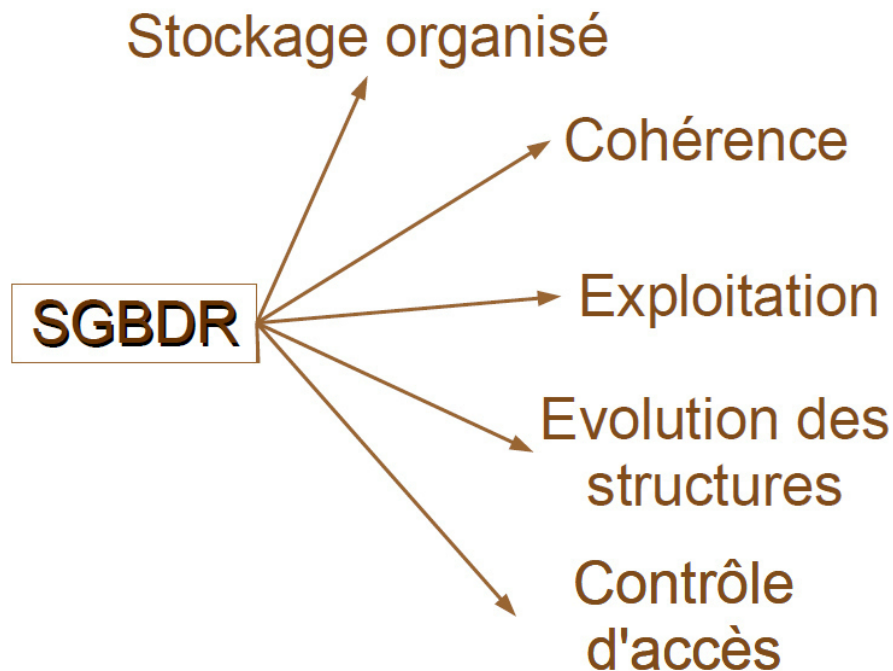 Stockage organisé
Cohérence
SGBDR
Exploitation
Evolution des
structures
Contrôle
d'accès